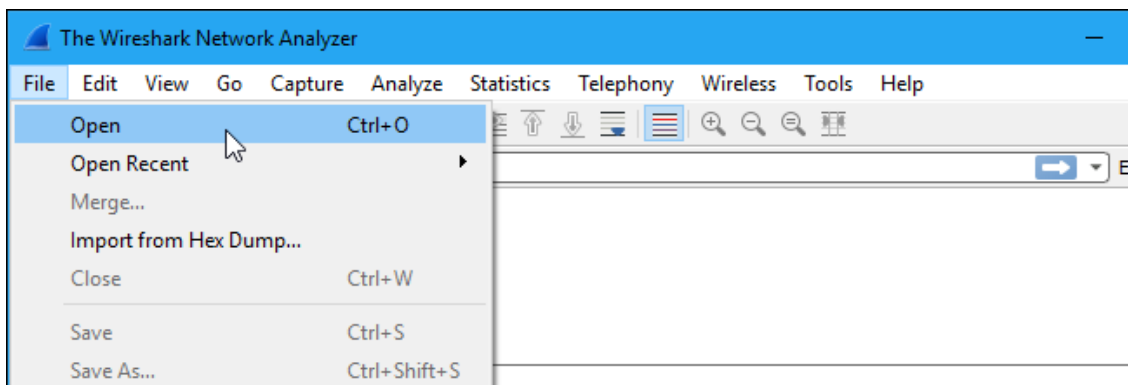 The Wireshark Network Analyzer
File Edit View Go Capture Analyze Statistics Telephony Wireless Tools Help
Open Ctrl+O
Open Recent
Merge...
Import from Hex Dump...
Close Ctrl+W
Save Ctrl+S
Save As... Ctrl+Shift+S